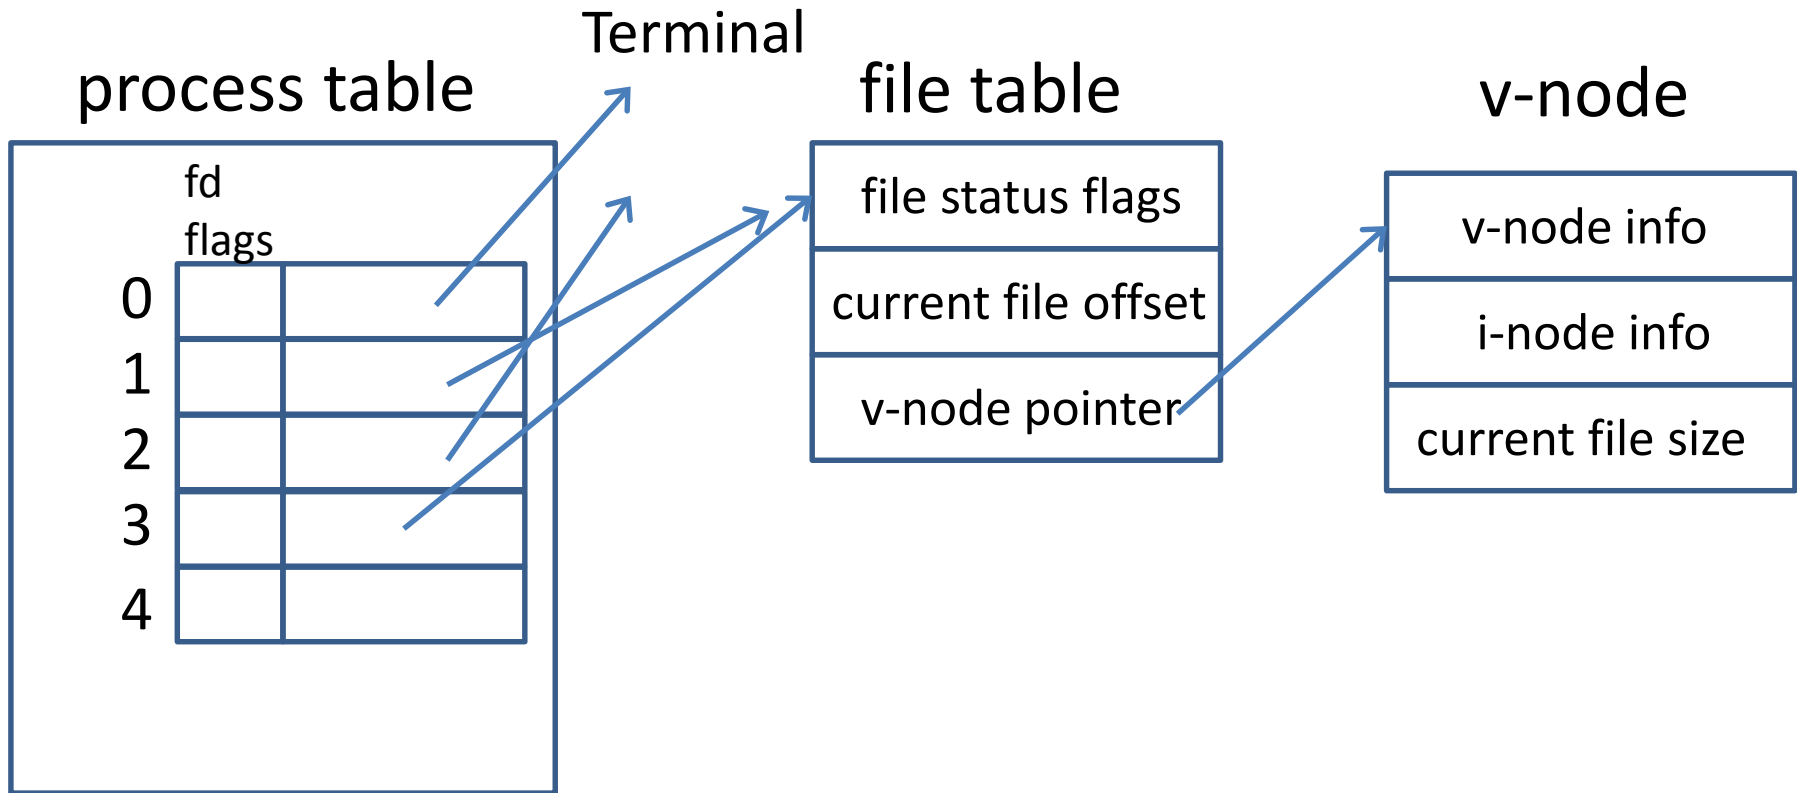 Terminal
process table
file table
v-node
fd
flags
0
1
2
3
4
file status flags
current file offset
v-node pointer
v-node info
i-node info
current file size